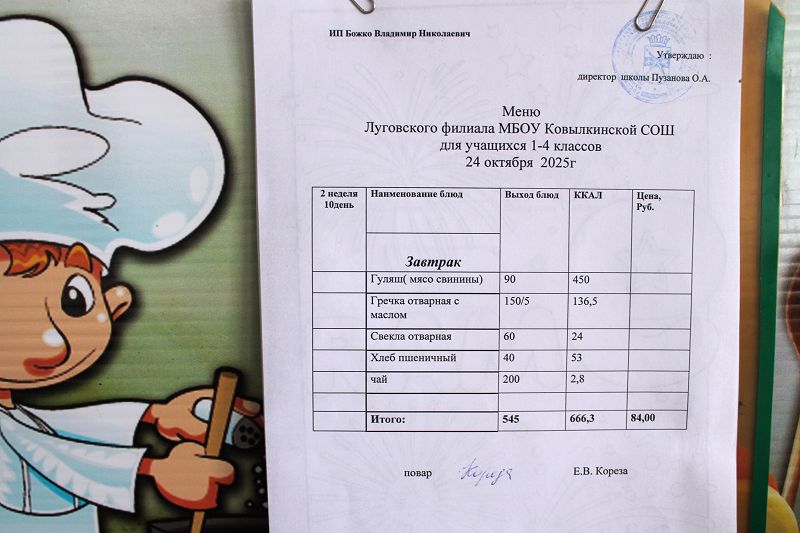 ИП Божко Владимир Николаевич
Утверждаю :
директор школы Пузанова О.А.
Меню
Луговского филиала МБОУ Ковылкинской СОШ
для учащихся 1-4 классов
24 октября 2025г
2 неделя 10день Наименование блюд Выход блюд ККАЛ Цена, Руб.
Завтрак
Гуляш( мясо свинины) 90 450
Гречка отварная с маслом 150/5 136,5
Свекла отварная 60 24
Хлеб пшеничный 40 53
чай 200 2,8
Итого: 545 666,3 84,00
повар Кореза Е.В. Кореза